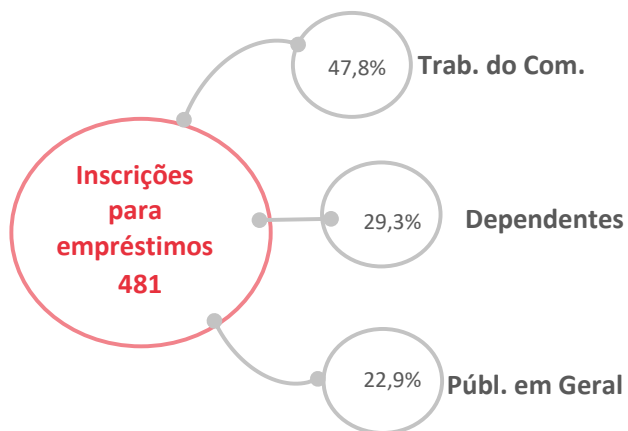 Inscrições
para
empréstimos
481
47,8% Trab. do Com.
29,3% Dependentes
22,9% Públ. em Geral